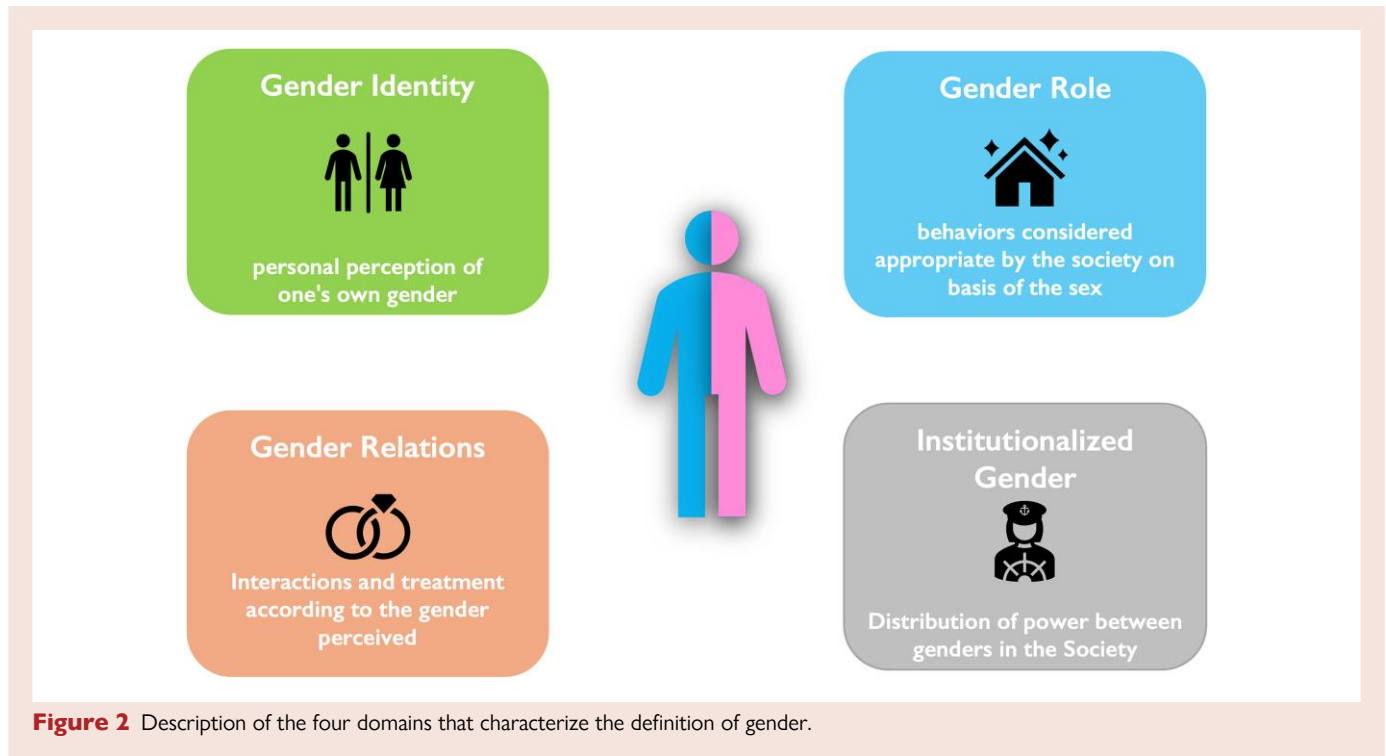 Gender Identity
personal perception of
one's own gender
Gender Role
behaviors considered
appropriate by the society on
basis of the sex
Gender Relations
Interactions and treatment
according to the gender
perceived
Institutionalized
Gender
Distribution of power between
genders in the Society
Figure 2 Description of the four domains that characterize the definition of gender.